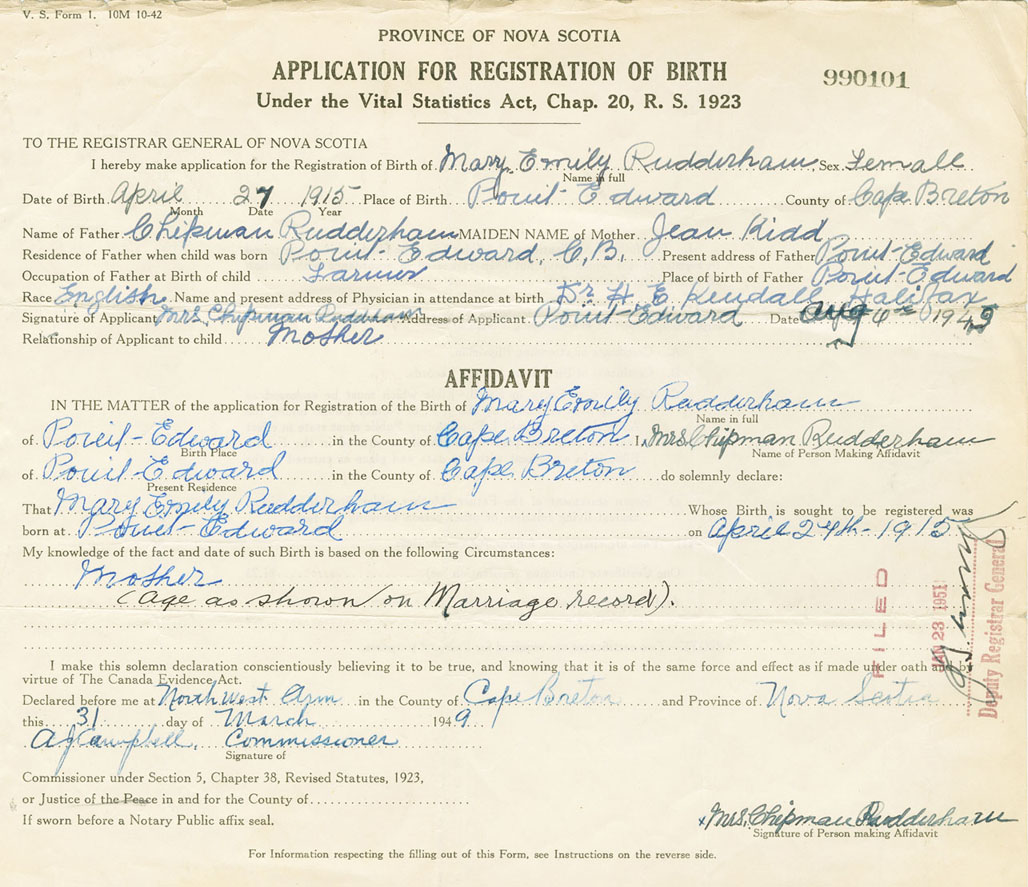 V. S. Form 1. 10M 10-42
PROVINCE OF NOVA SCOTIA
APPLICATION FOR REGISTRATION OF BIRTH
990101
Under the Vital Statistics Act, Chap. 20, R. S. 1923
TO THE REGISTRAR GENERAL OF NOVA SCOTIA
I hereby make application for the Registration of Birth of Mary Emily Rudderham Sex Female
Name in full
Date of Birth April 27 1915 Place of Birth Point-Edward County of Cape Breton
Month Date Year
Name of Father Chipman Rudderham MAIDEN NAME of Mother Jean Kidd
Residence of Father when child was born Point-Edward, C.B. Present address of Father Point-Edward
Occupation of Father at Birth of child Farmer Place of birth of Father Point-Edward
Race English Name and present address of Physician in attendance at birth Dr. H. E. Kendall Halifax
Signature of Applicant Mrs. Chipman Rudderham Address of Applicant Point-Edward Date Aug 6th 1945
Relationship of Applicant to child Mother
AFFIDAVIT
IN THE MATTER of the application for Registration of the Birth of Mary Emily Rudderham
Name in full
of Point-Edward in the County of Cape Breton I, Mrs Chipman Rudderham
Birth Place Name of Person Making Affidavit
of Point-Edward in the County of Cape Breton do solemnly declare:
Present Residence
That Mary Emily Rudderham Whose Birth is sought to be registered was
born at Point-Edward on April 24th-1915
My knowledge of the fact and date of such Birth is based on the following Circumstances:
Mother
(Age as shown on Marriage record).
FILED
JAN 23 1951
Deputy Registrar General
I make this solemn declaration conscientiously believing it to be true, and knowing that it is of the same force and effect as if made under oath and by
virtue of The Canada Evidence Act.
Declared before me at North West Arm in the County of Cape Breton and Province of Nova Scotia
this 31 day of March 1949
A J Campbell, Commissioner
Signature of
Commissioner under Section 5, Chapter 38, Revised Statutes, 1923,
or Justice of the Peace in and for the County of
If sworn before a Notary Public affix seal.
x Mrs. Chipman Rudderham
Signature of Person making Affidavit
For Information respecting the filling out of this Form, see Instructions on the reverse side.